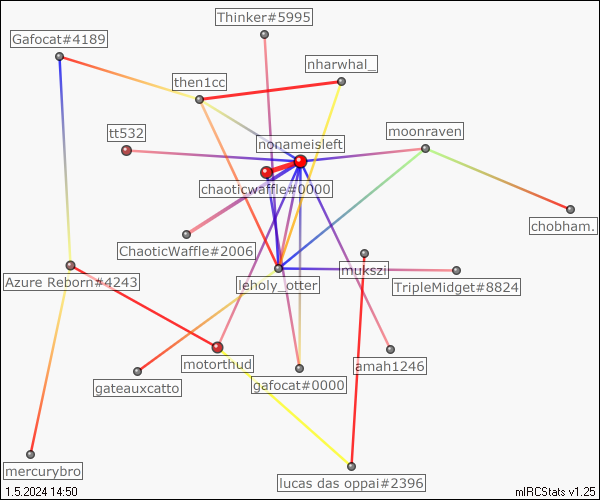 Thinker#5995
Gafocat#4189
nharwhal_
then1cc
tt532
moonraven
nonameisleft
chaoticwaffle#0000
chobham.
ChaoticWaffle#2006
mukszi
Azure Reborn#4243
leholy_otter
TripleMidget#8824
motorthud
amah1246
gateauxcatto
gafocat#0000
mercurybro
lucas das oppai#2396
1.5.2024 14:50
mIRCStats v1.25